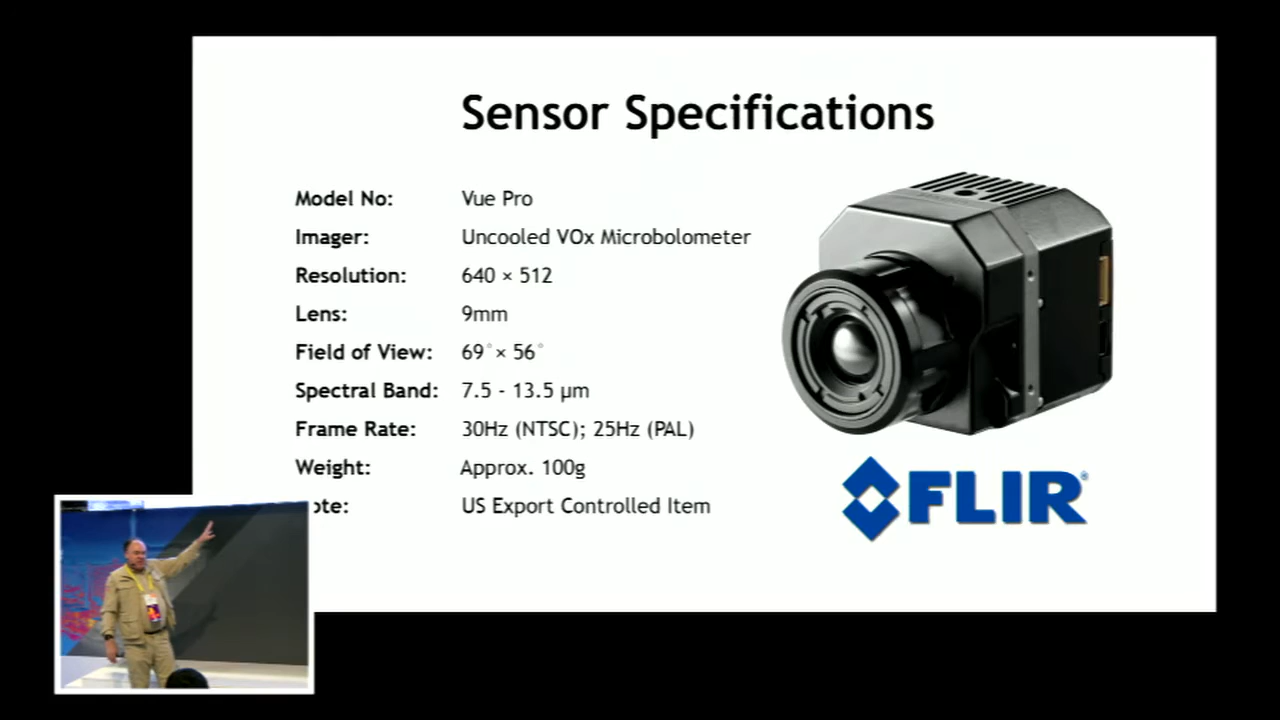 Sensor Specifications
Model No: Vue Pro
Imager: Uncooled VOx Microbolometer
Resolution: 640 × 512
Lens: 9mm
Field of View: 69° × 56°
Spectral Band: 7.5 - 13.5 µm
Frame Rate: 30Hz (NTSC); 25Hz (PAL)
Weight: Approx. 100g
ote: US Export Controlled Item
FLIR®